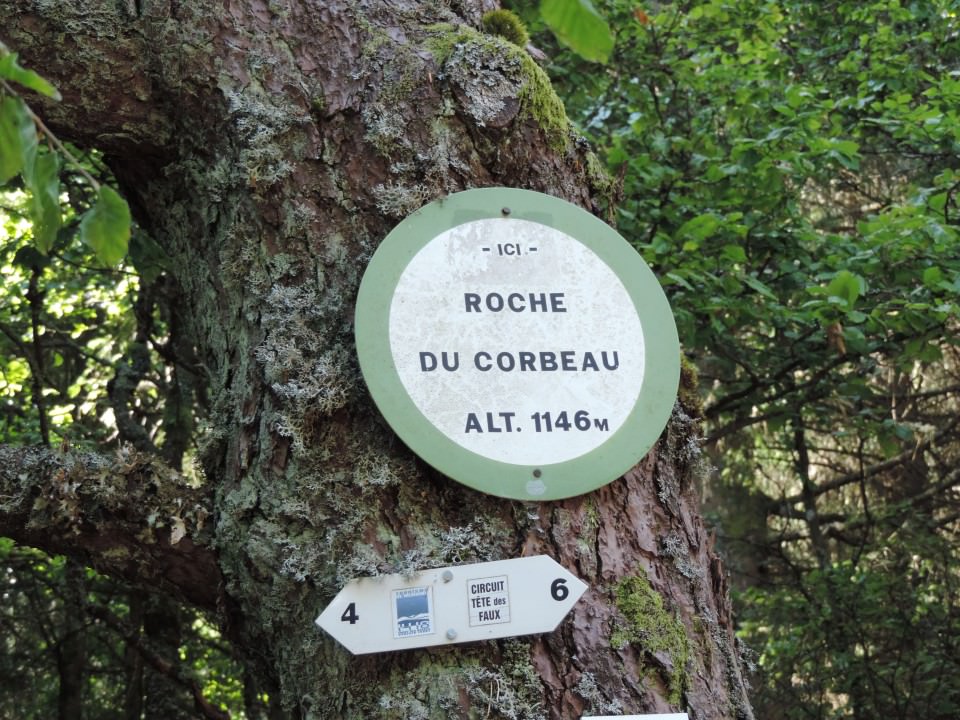 - ICI -
ROCHE
DU CORBEAU
ALT. 1146M
4
CIRCUIT
TÊTE des
FAUX
6